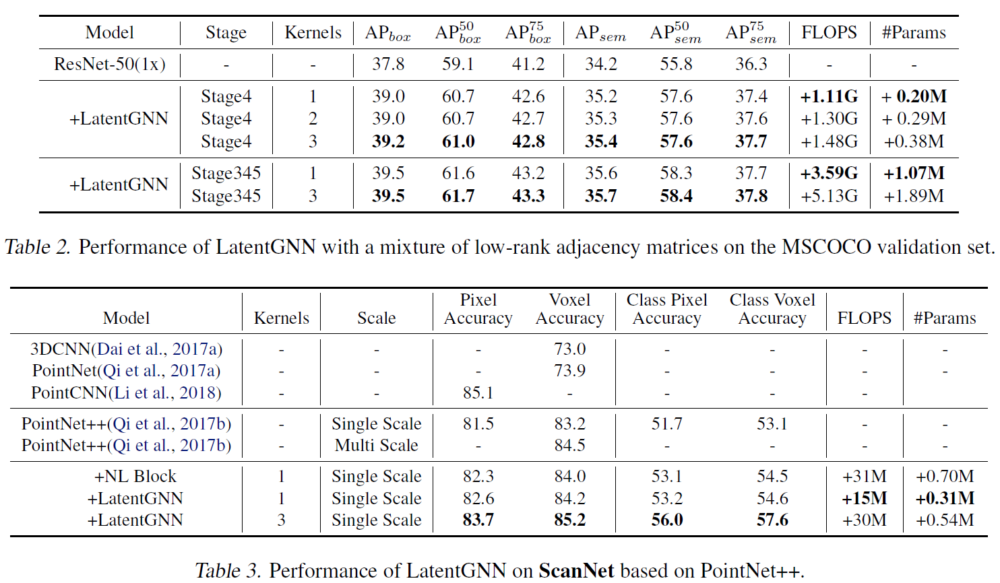 Model Stage Kernels AP_box AP^50_box AP^75_box AP_sem AP^50_sem AP^75_sem FLOPS #Params
ResNet-50(1x) - - 37.8 59.1 41.2 34.2 55.8 36.3 - -
Stage4 1 39.0 60.7 42.6 35.2 57.6 37.4 +1.11G + 0.20M
+LatentGNN Stage4 2 39.0 60.7 42.7 35.3 57.6 37.6 +1.30G + 0.29M
Stage4 3 39.2 61.0 42.8 35.4 57.6 37.7 +1.48G +0.38M
+LatentGNN Stage345 1 39.5 61.6 43.2 35.6 58.3 37.7 +3.59G +1.07M
Stage345 3 39.5 61.7 43.3 35.7 58.4 37.8 +5.13G +1.89M
Table 2. Performance of LatentGNN with a mixture of low-rank adjacency matrices on the MSCOCO validation set.
Pixel Voxel Class Pixel Class Voxel
Model Kernels Scale Accuracy Accuracy Accuracy Accuracy FLOPS #Params
3DCNN(Dai et al., 2017a) - - - 73.0 - - - -
PointNet(Qi et al., 2017a) - - - 73.9 - - - -
PointCNN(Li et al., 2018) - - 85.1 - - - - -
PointNet++(Qi et al., 2017b) - Single Scale 81.5 83.2 51.7 53.1 - -
PointNet++(Qi et al., 2017b) - Multi Scale - 84.5 - - - -
+NL Block 1 Single Scale 82.3 84.0 53.1 54.5 +31M +0.70M
+LatentGNN 1 Single Scale 82.6 84.2 53.2 54.6 +15M +0.31M
+LatentGNN 3 Single Scale 83.7 85.2 56.0 57.6 +30M +0.54M
Table 3. Performance of LatentGNN on ScanNet based on PointNet++.